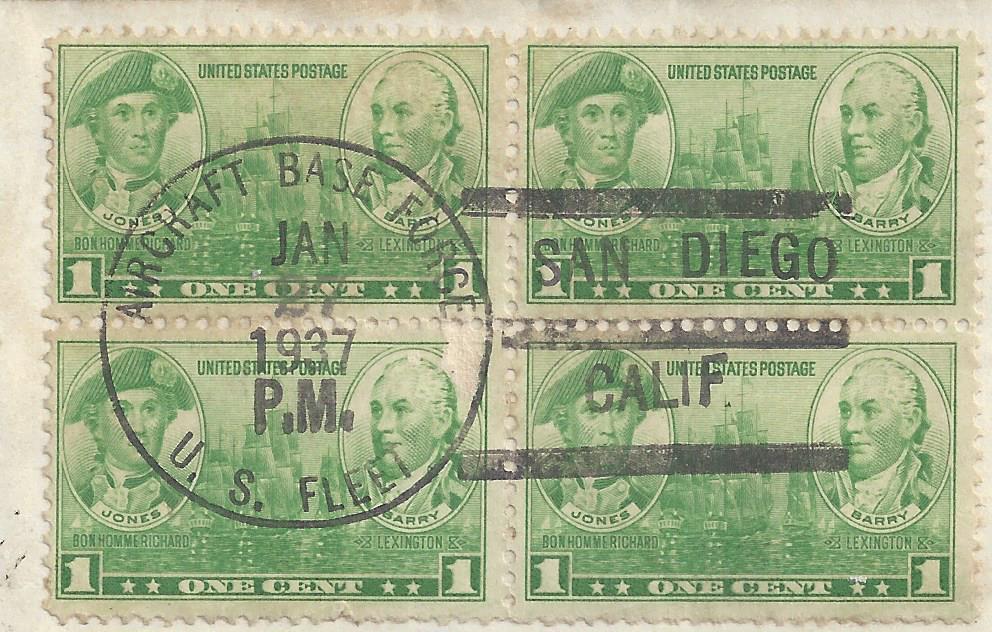 UNITED STATES POSTAGE
JONES
BARRY
BON HOMME RICHARD
LEXINGTON
1 ONE CENT
UNITED STATES POSTAGE
JONES
BARRY
BON HOMME RICHARD
LEXINGTON
1 ONE CENT 1
UNITED STATES POSTAGE
JONES
BARRY
BON HOMME RICHARD
LEXINGTON
1 ONE CENT 1
UNITED STATES POSTAGE
JONES
BARRY
BON HOMME RICHARD
LEXINGTON
1 ONE CENT 1
AIRCRAFT BASE FORCE
JAN
27
1937
P.M.
U. S. FLEET
SAN DIEGO
CALIF.